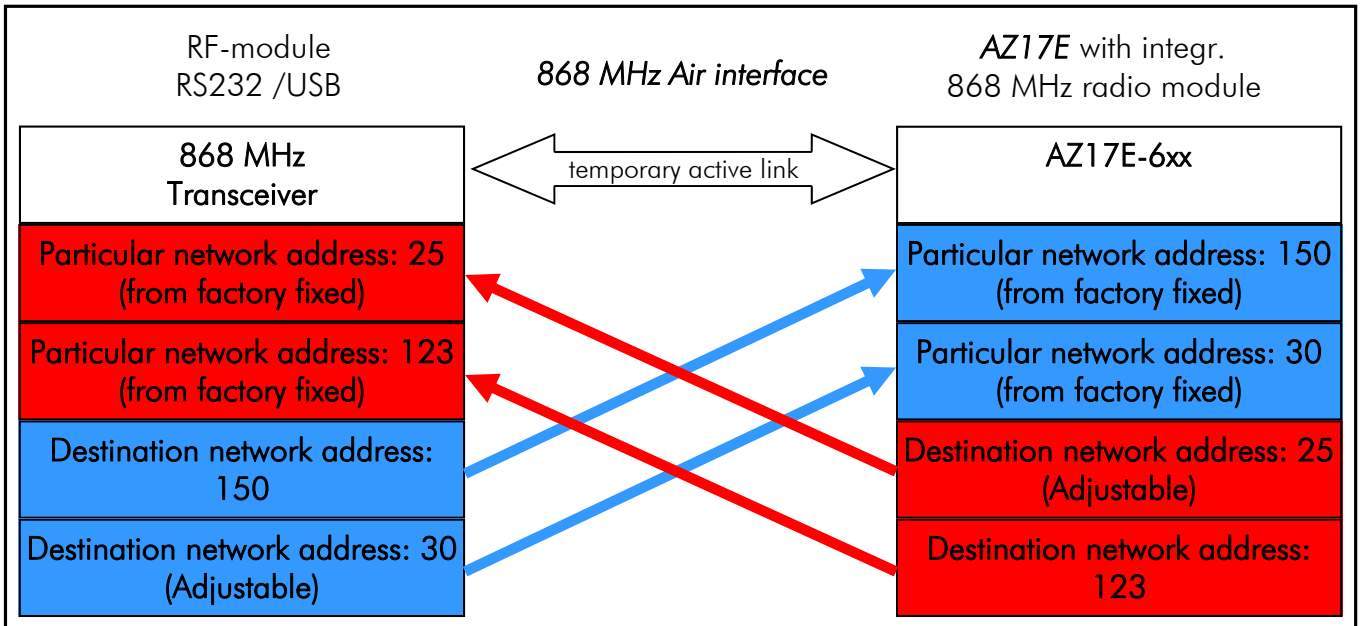 RF-module
RS232 /USB
868 MHz Air interface
AZ17E with integr.
868 MHz radio module
868 MHz
Transceiver
temporary active link
AZ17E-6xx
Particular network address: 25
(from factory fixed)
Particular network address: 123
(from factory fixed)
Destination network address:
150
Destination network address: 30
(Adjustable)
Particular network address: 150
(from factory fixed)
Particular network address: 30
(from factory fixed)
Destination network address: 25
(Adjustable)
Destination network address:
123